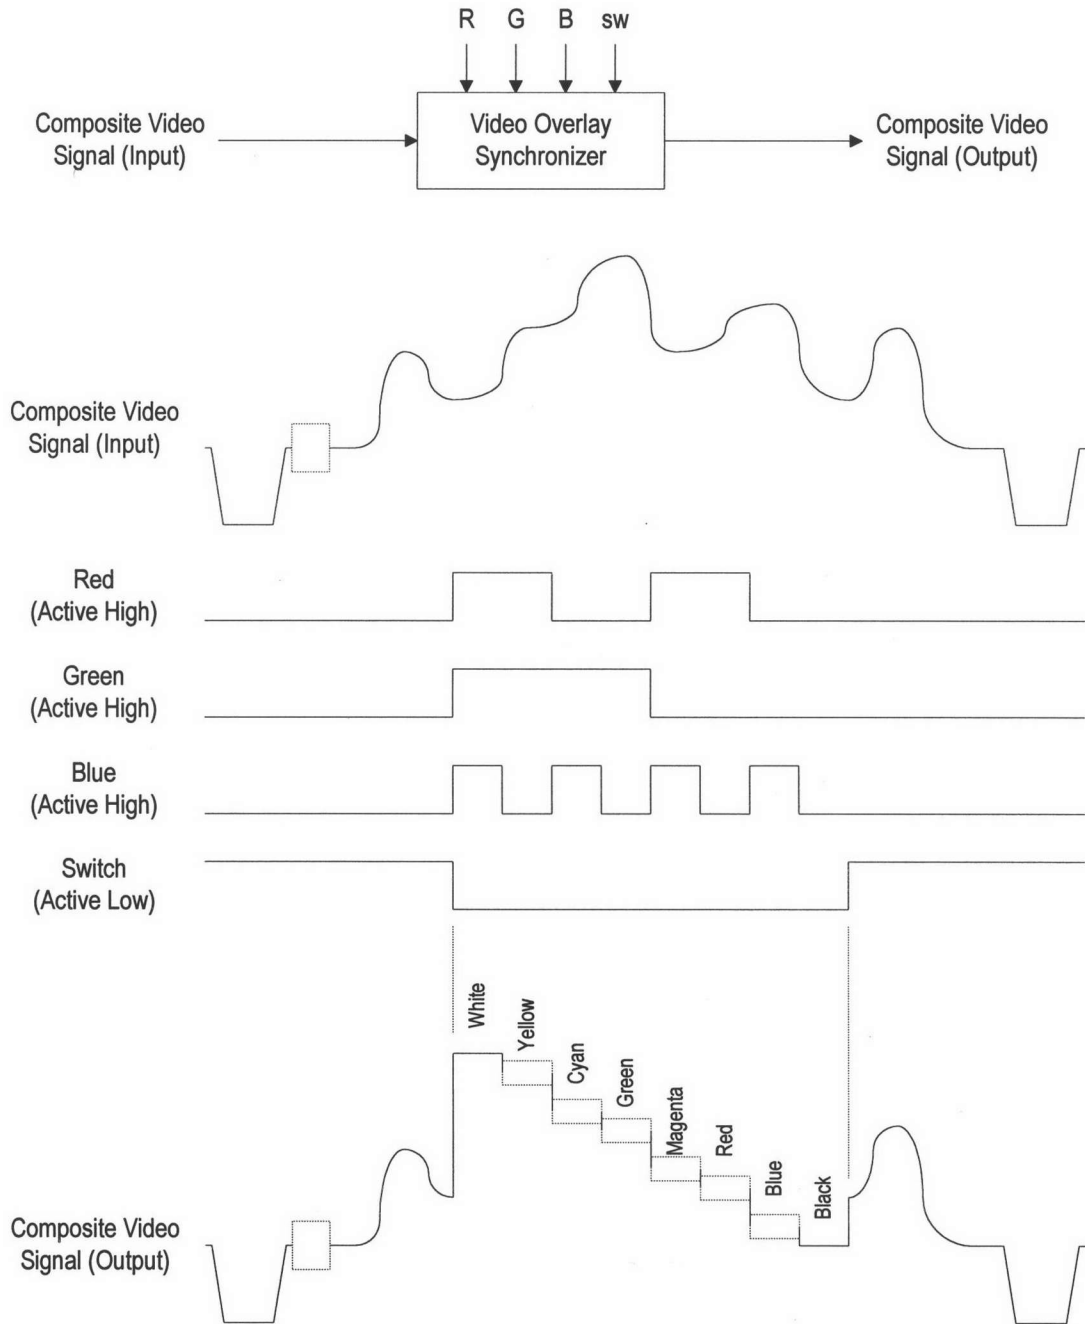 R G B sw
Composite Video
Signal (Input)
Video Overlay
Synchronizer
Composite Video
Signal (Output)
Composite Video
Signal (Input)
Red
(Active High)
Green
(Active High)
Blue
(Active High)
Switch
(Active Low)
White
Yellow
Cyan
Green
Magenta
Red
Blue
Black
Composite Video
Signal (Output)